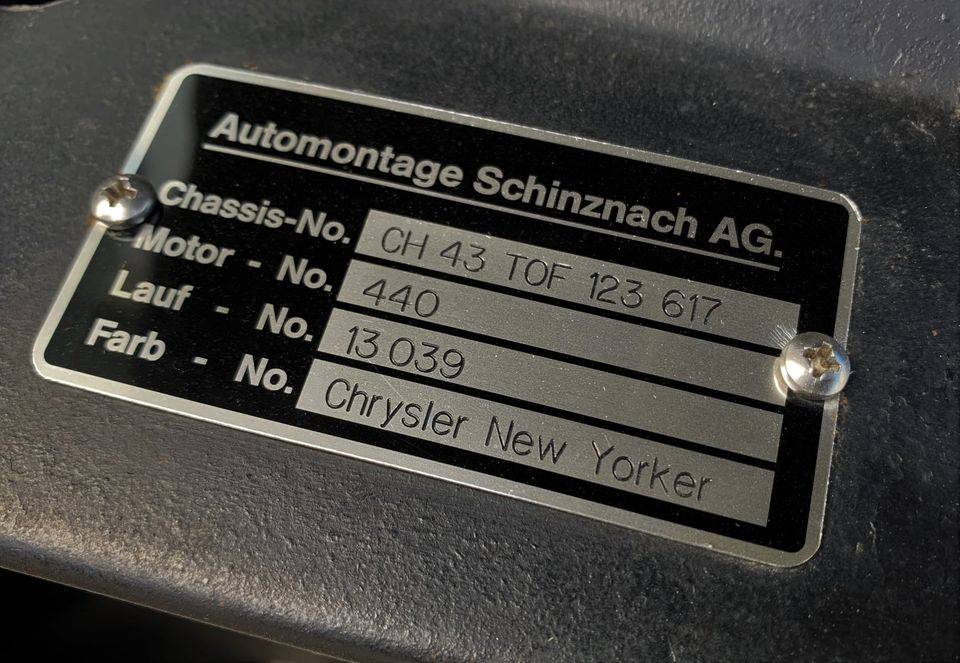 Automontage Schinznach AG.
Chassis-No. CH 43 TOF 123 617
Motor - No. 440
Lauf - No. 13 039
Farb - No. Chrysler New Yorker